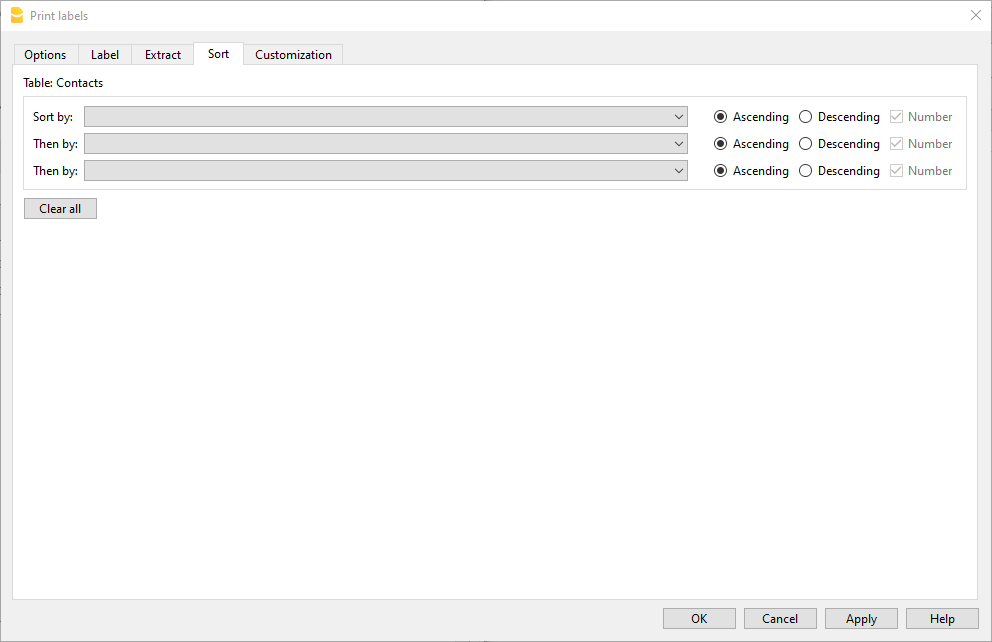 Print labels
Options Label Extract Sort Customization
Table: Contacts
Sort by: Ascending Descending Number
Then by: Ascending Descending Number
Then by: Ascending Descending Number
Clear all
OK Cancel Apply Help